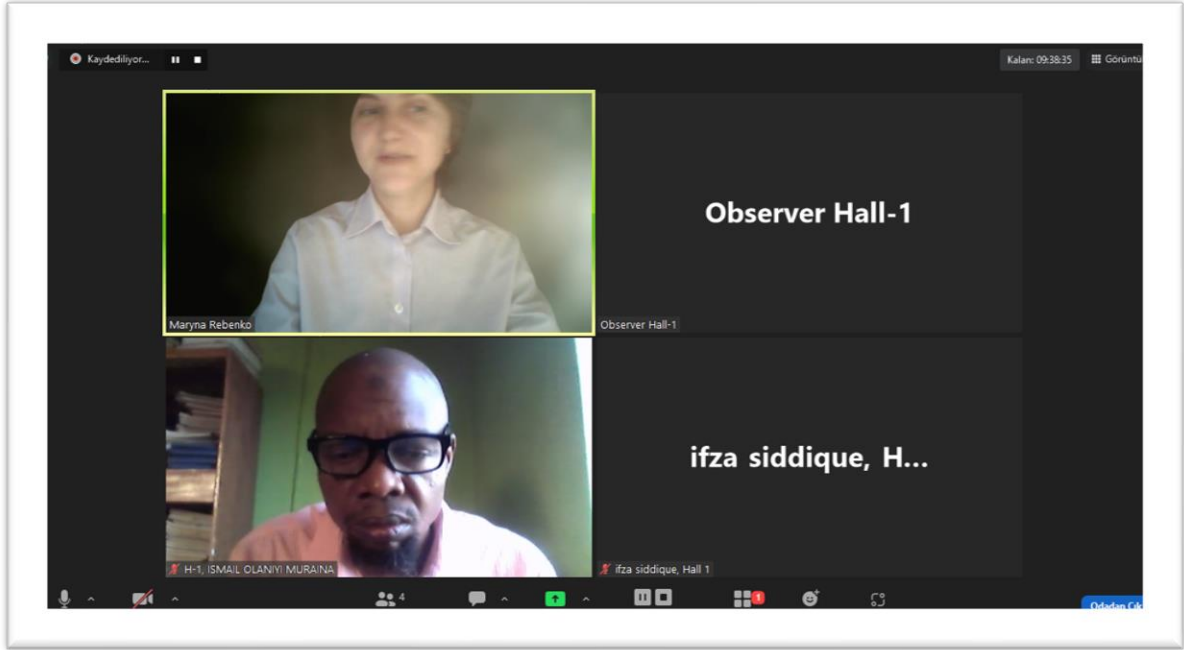 Kaydediliyor...
Kalan: 09:38:35
Görüntü
Observer Hall-1
Maryna Rebenko
Observer Hall-1
ifza siddique, H...
H-1, ISMAIL OLANIYI MURAINA
ifza siddique, Hall 1
4
1
Odadan Çık